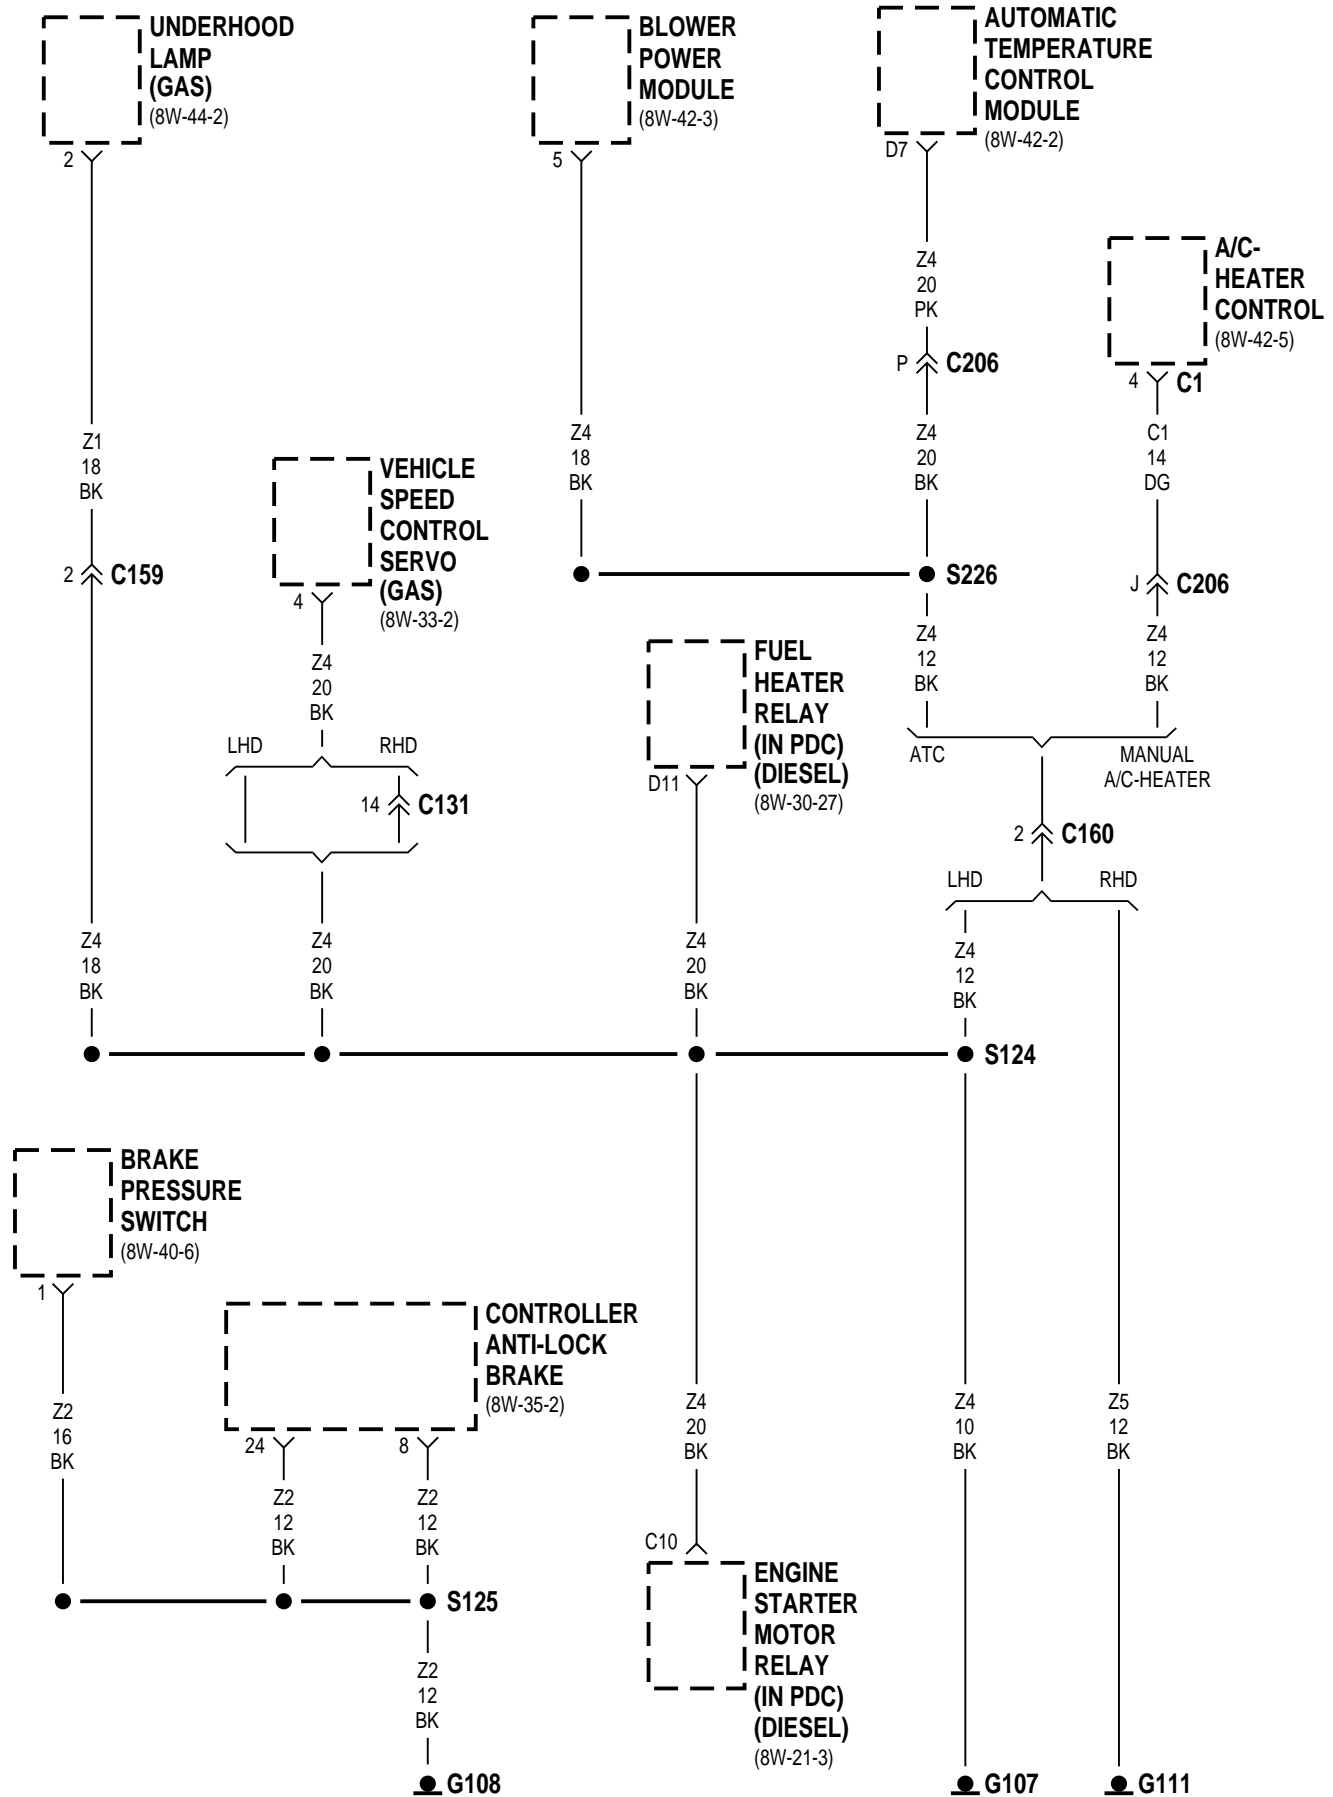 UNDERHOOD
LAMP
(GAS)
(8W-44-2)
2
BLOWER
POWER
MODULE
(8W-42-3)
5
AUTOMATIC
TEMPERATURE
CONTROL
MODULE
(8W-42-2)
D7
Z4
20
PK
P
C206
A/C-
HEATER
CONTROL
(8W-42-5)
4
C1
Z1
18
BK
Z4
18
BK
Z4
20
BK
C1
14
DG
2
C159
VEHICLE
SPEED
CONTROL
SERVO
(GAS)
(8W-33-2)
4
S226
J
C206
Z4
20
BK
LHD
RHD
14
C131
FUEL
HEATER
RELAY
(IN PDC)
(DIESEL)
(8W-30-27)
D11
Z4
12
BK
Z4
12
BK
ATC
MANUAL
A/C-HEATER
2
C160
LHD
RHD
Z4
18
BK
Z4
20
BK
Z4
20
BK
Z4
12
BK
S124
BRAKE
PRESSURE
SWITCH
(8W-40-6)
1
CONTROLLER
ANTI-LOCK
BRAKE
(8W-35-2)
24
8
Z2
16
BK
Z2
12
BK
Z2
12
BK
Z4
20
BK
Z4
10
BK
Z5
12
BK
S125
C10
ENGINE
STARTER
MOTOR
RELAY
(IN PDC)
(DIESEL)
(8W-21-3)
Z2
12
BK
G108
G107
G111